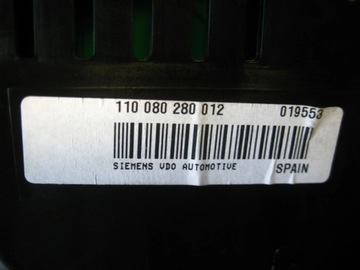 110 080 280 012 019553
SIEMENS VDO AUTOMOTIVE SPAIN